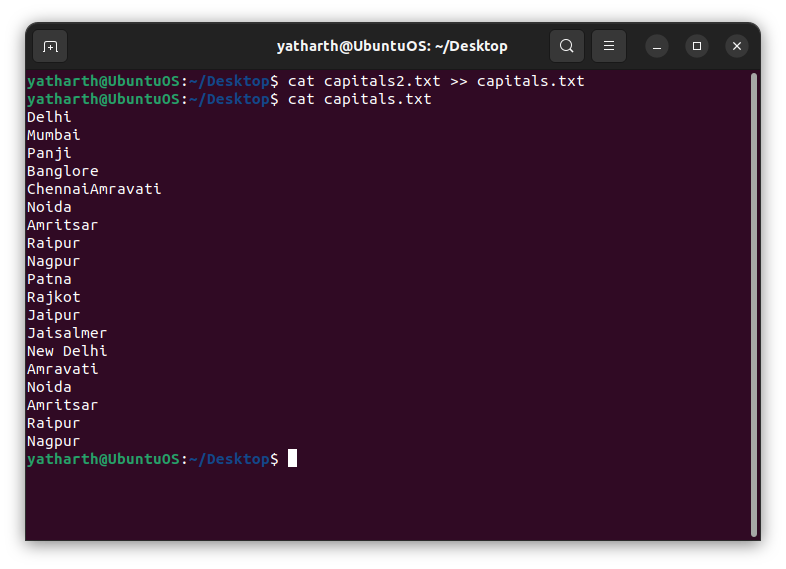 yatharth@UbuntuOS: ~/Desktop
yatharth@UbuntuOS:~/Desktop$ cat capitals2.txt >> capitals.txt
yatharth@UbuntuOS:~/Desktop$ cat capitals.txt
Delhi
Mumbai
Panji
Banglore
ChennaiAmravati
Noida
Amritsar
Raipur
Nagpur
Patna
Rajkot
Jaipur
Jaisalmer
New Delhi
Amravati
Noida
Amritsar
Raipur
Nagpur
yatharth@UbuntuOS:~/Desktop$